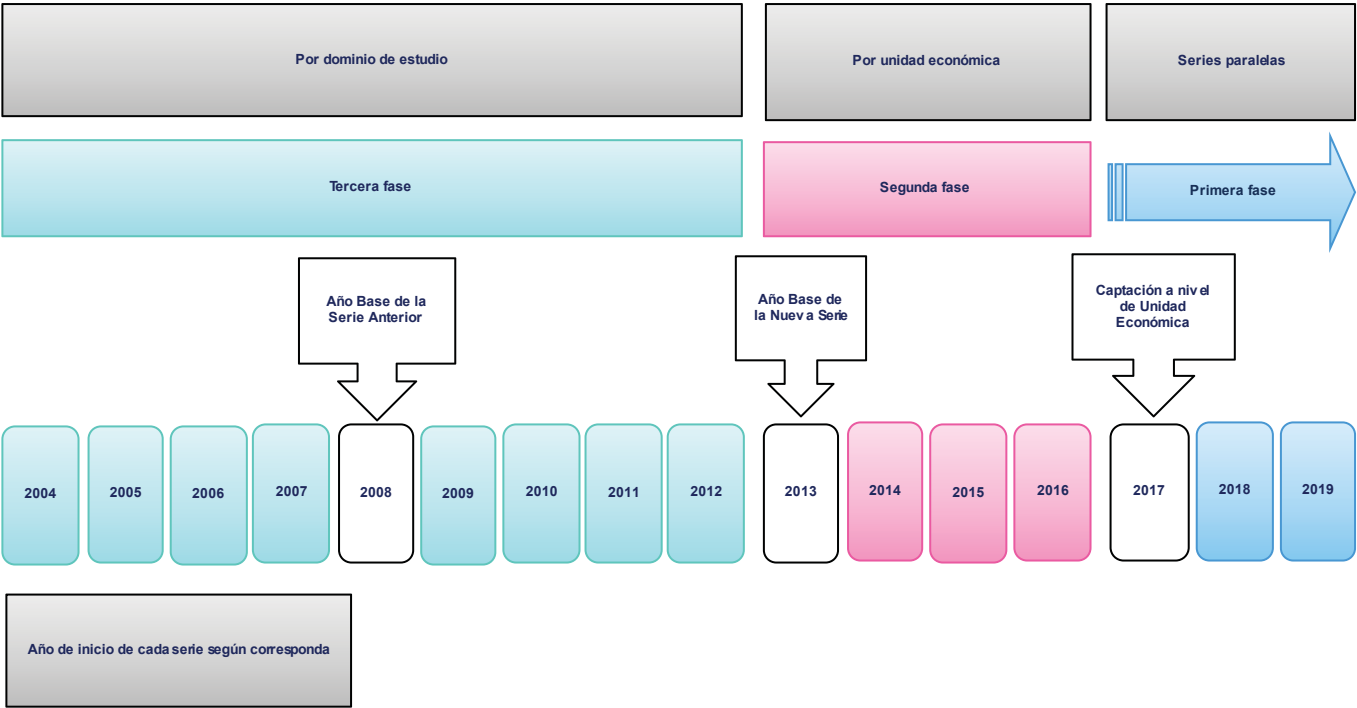 Por dominio de estudio
Por unidad económica
Series paralelas
Tercera fase
Segunda fase
Primera fase
Año Base de la
Serie Anterior
Año Base de
la Nueva Serie
Captación a nivel
de Unidad
Económica
2004
2005
2006
2007
2008
2009
2010
2011
2012
2013
2014
2015
2016
2017
2018
2019
Año de inicio de cada serie según corresponda